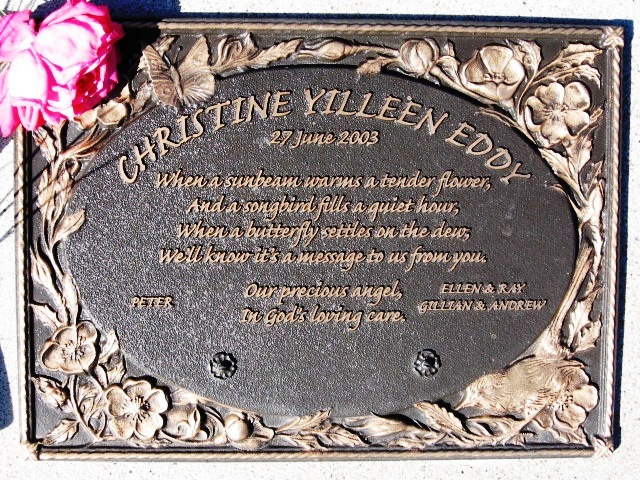 CHRISTINE YILLEEN EDDY
27 June 2003
When a sunbeam warms a tender flower,
And a songbird fills a quiet hour,
When a butterfly settles on the dew,
We'll know it's a message to us from you.
Our precious angel,
In God's loving care.
PETER
ELLEN & RAY
GILLIAN & ANDREW